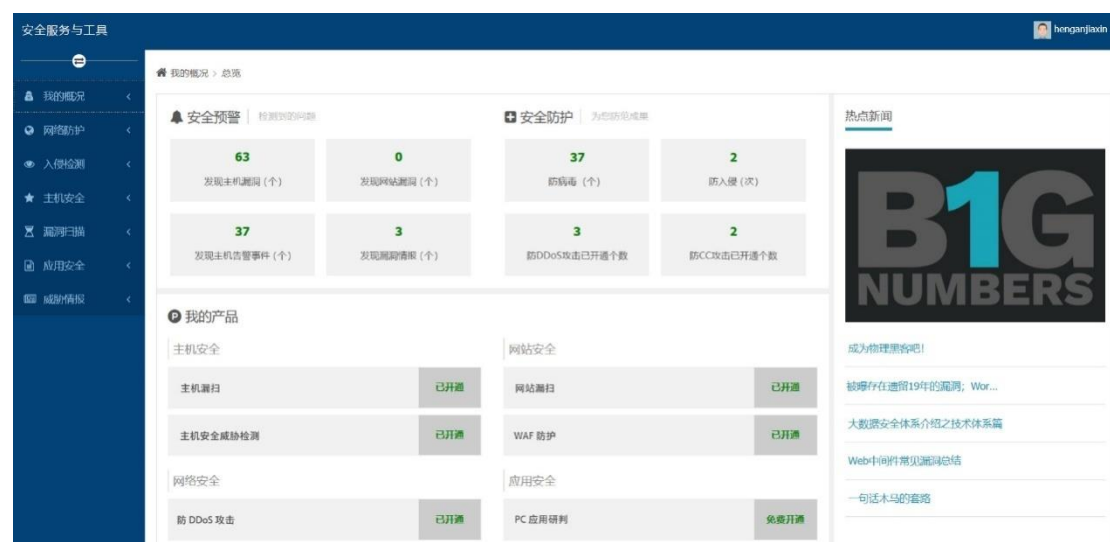 安全服务与工具
henganjiaxin
我的概况 > 总览
我的概况
网络防护
入侵检测
主机安全
漏洞扫描
应用安全
威胁情报
安全预警 检测到的问题
63
发现主机漏洞 (个)
0
发现网站漏洞 (个)
37
发现主机告警事件 (个)
3
发现漏洞情报 (个)
安全防护 为您防范成果
37
防病毒 (个)
2
防入侵 (次)
3
防DDoS攻击已开通个数
2
防CC攻击已开通个数
我的产品
主机安全
主机漏扫 已开通
主机安全威胁检测 已开通
网站安全
网站漏扫 已开通
WAF 防护 已开通
网络安全
防 DDoS 攻击 已开通
应用安全
PC 应用研判 免费开通
热点新闻
B1G
NUMBERS
成为物理黑客吧!
被曝存在遗留19年的漏洞; Wor...
大数据安全体系介绍之技术体系篇
Web中间件常见漏洞总结
一句话木马的套路